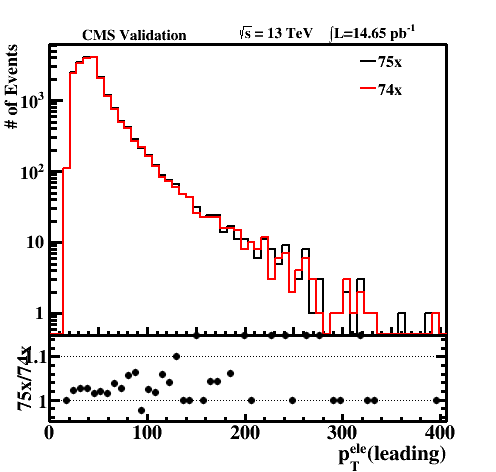 CMS Validation √s = 13 TeV ∫L=14.65 pb⁻¹
# of Events
75x
74x
10³
10²
10
1
75x/74x
1.1
1
0 100 200 300 400
p_T^ele(leading)